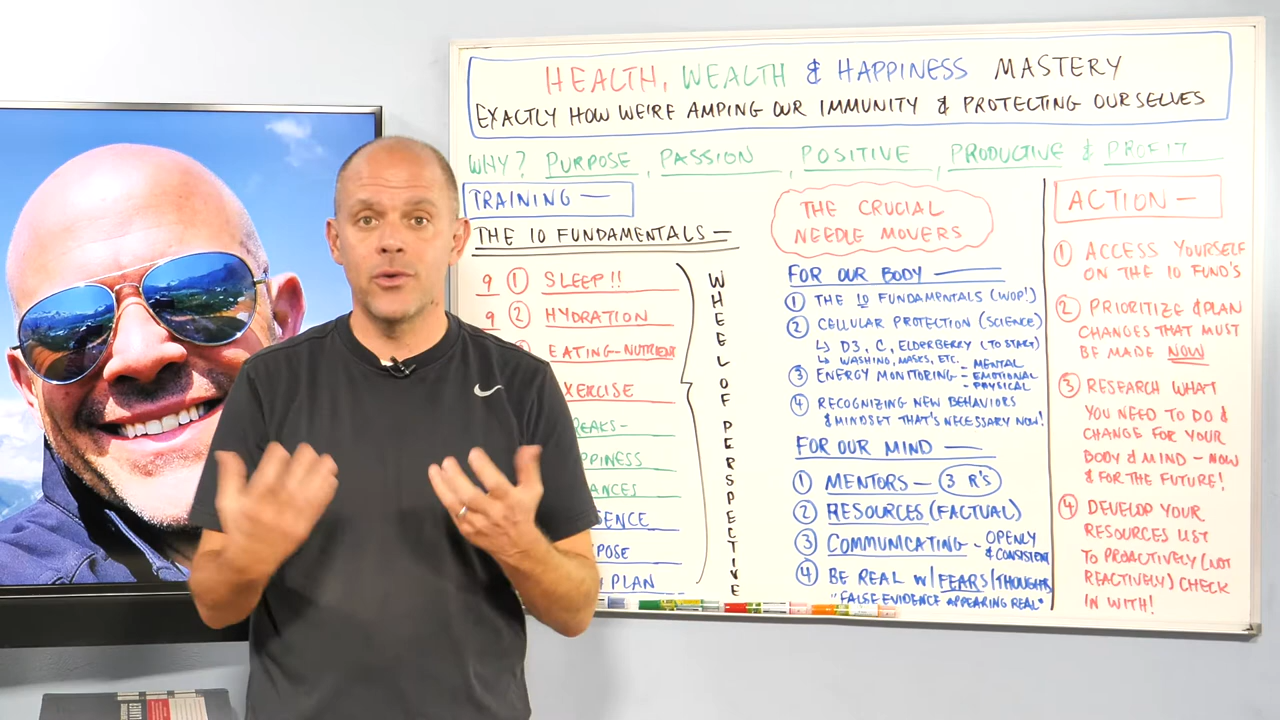 HEALTH, WEALTH & HAPPINESS MASTERY
EXACTLY HOW WE'RE AMPING OUR IMMUNITY & PROTECTING OURSELVES
WHY? PURPOSE, PASSION, POSITIVE, PRODUCTIVE & PROFIT
TRAINING —
THE 10 FUNDAMENTALS —
9 1 SLEEP!!
9 2 HYDRATION
EATING-NUTRIENT
XERCISE
REAKS-
PPINESS
ANCES
SENCE
POSE
PLAN
WHEEL OF PERSPECTIVE
THE CRUCIAL
NEEDLE MOVERS
FOR OUR BODY —
1 THE 10 FUNDAMENTALS (WOP!)
2 CELLULAR PROTECTION (SCIENCE)
↳ D3, C, ELDERBERRY (TO START)
↳ WASHING, MASKS, ETC.
3 ENERGY MONITORING
- MENTAL
- EMOTIONAL
- PHYSICAL
4 RECOGNIZING NEW BEHAVIORS
& MINDSET THAT'S NECESSARY NOW!
FOR OUR MIND —
1 MENTORS — 3 R'S
2 RESOURCES (FACTUAL)
3 COMMUNICATING - OPENLY
& CONSISTENT
4 BE REAL W/FEARS/THOUGHTS
"FALSE EVIDENCE APPEARING REAL"
ACTION —
1 ACCESS YOURSELF
ON THE 10 FUND'S
2 PRIORITIZE & PLAN
CHANGES THAT MUST
BE MADE NOW
3 RESEARCH WHAT
YOU NEED TO DO &
CHANGE FOR YOUR
BODY & MIND - NOW
& FOR THE FUTURE!
4 DEVELOP YOUR
RESOURCES LIST
TO PROACTIVELY (NOT
REACTIVELY) CHECK
IN WITH!
PLANNER